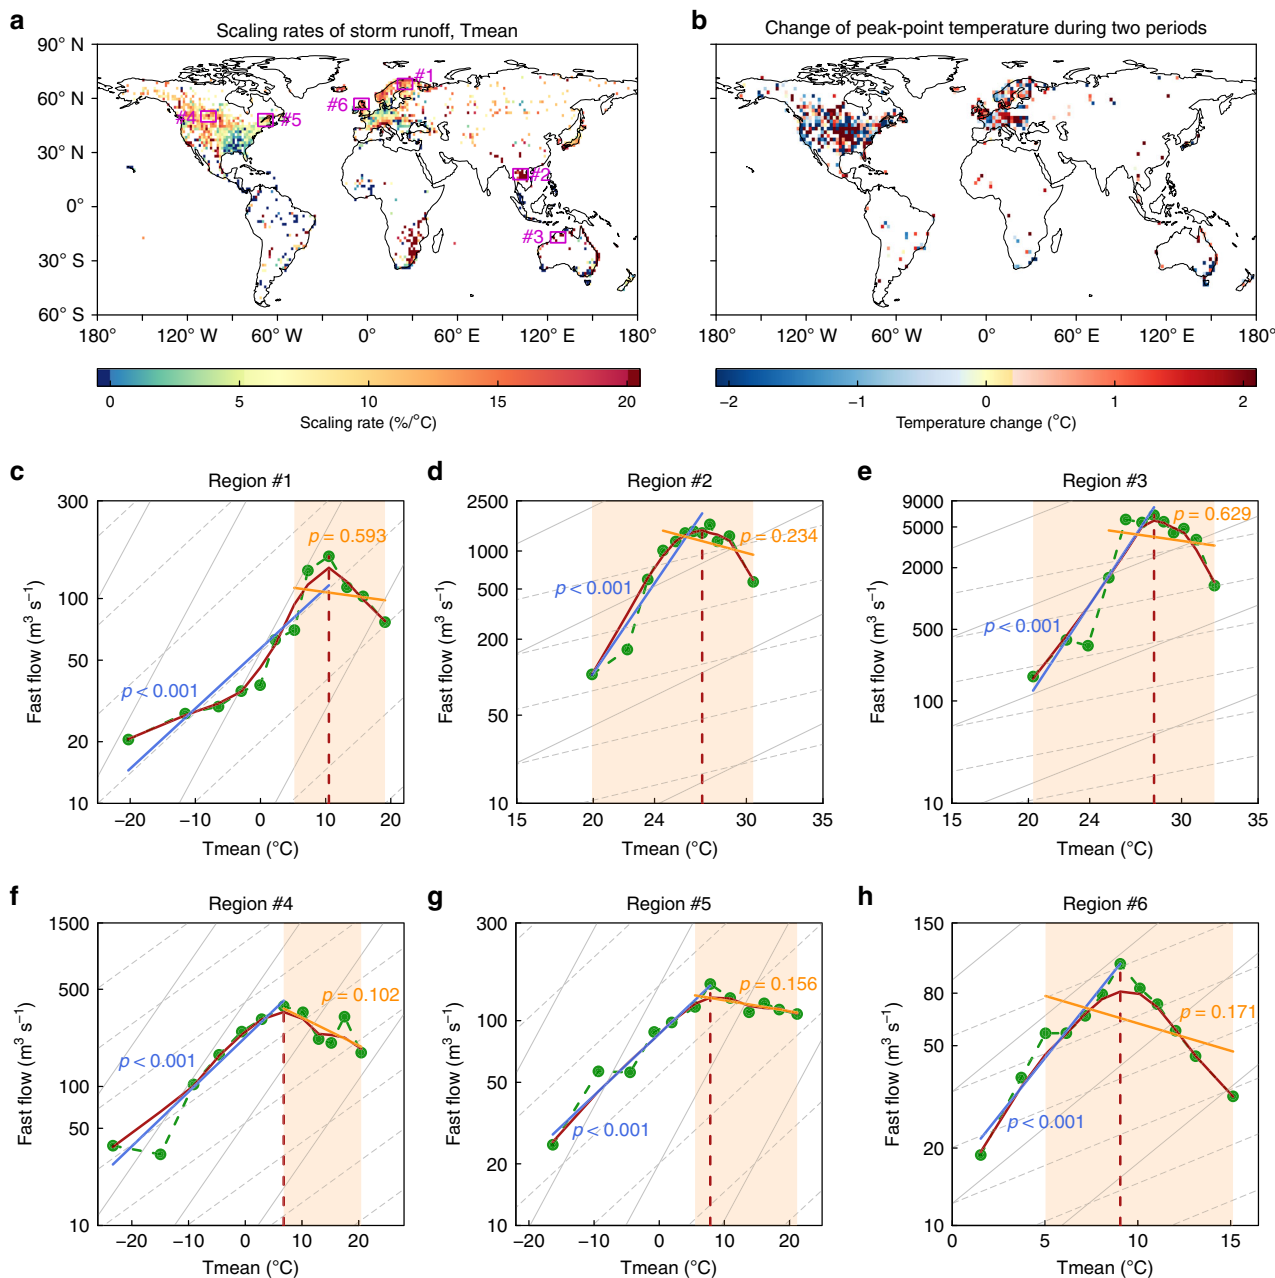 a
Scaling rates of storm runoff, Tmean
90° N
60° N
30° N
0°
30° S
60° S
180°
120° W
60° W
0°
60° E
120° E
180°
#1
#6
#4
#5
#2
#3
0
5
10
15
20
Scaling rate (%/°C)
b
Change of peak-point temperature during two periods
180°
120° W
60° W
0°
60° E
120° E
180°
−2
−1
0
1
2
Temperature change (°C)
c
Region #1
300
100
50
20
10
Fast flow (m³ s⁻¹)
p = 0.593
p < 0.001
−20
−10
0
10
20
Tmean (°C)
d
Region #2
2500
1000
500
200
50
10
Fast flow (m³ s⁻¹)
p = 0.234
p < 0.001
15
20
24
30
35
Tmean (°C)
e
Region #3
9000
5000
2000
500
100
10
Fast flow (m³ s⁻¹)
p = 0.629
p < 0.001
15
20
24
30
35
Tmean (°C)
f
Region #4
1500
500
100
50
10
Fast flow (m³ s⁻¹)
p = 0.102
p < 0.001
−20
−10
0
10
20
Tmean (°C)
g
Region #5
300
100
50
20
10
Fast flow (m³ s⁻¹)
p = 0.156
p < 0.001
−20
−10
0
10
20
Tmean (°C)
h
Region #6
150
80
50
20
10
Fast flow (m³ s⁻¹)
p = 0.171
p < 0.001
0
5
10
15
Tmean (°C)